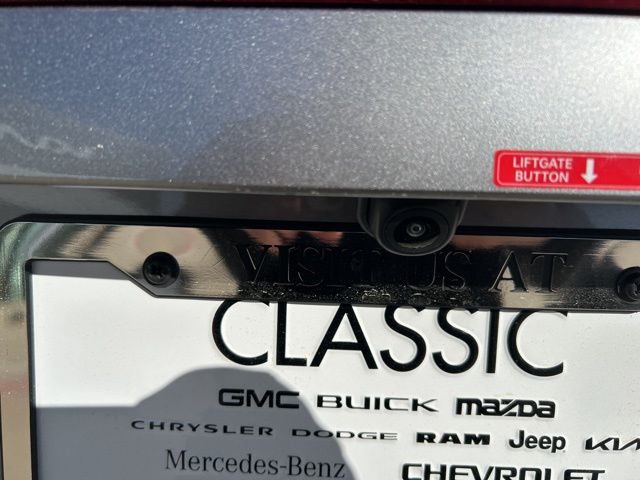 LIFTGATE
BUTTON
VISIT US AT
CLASSIC
GMC BUICK mazda
CHRYSLER DODGE RAM Jeep KIA
Mercedes-Benz CHEVROLET